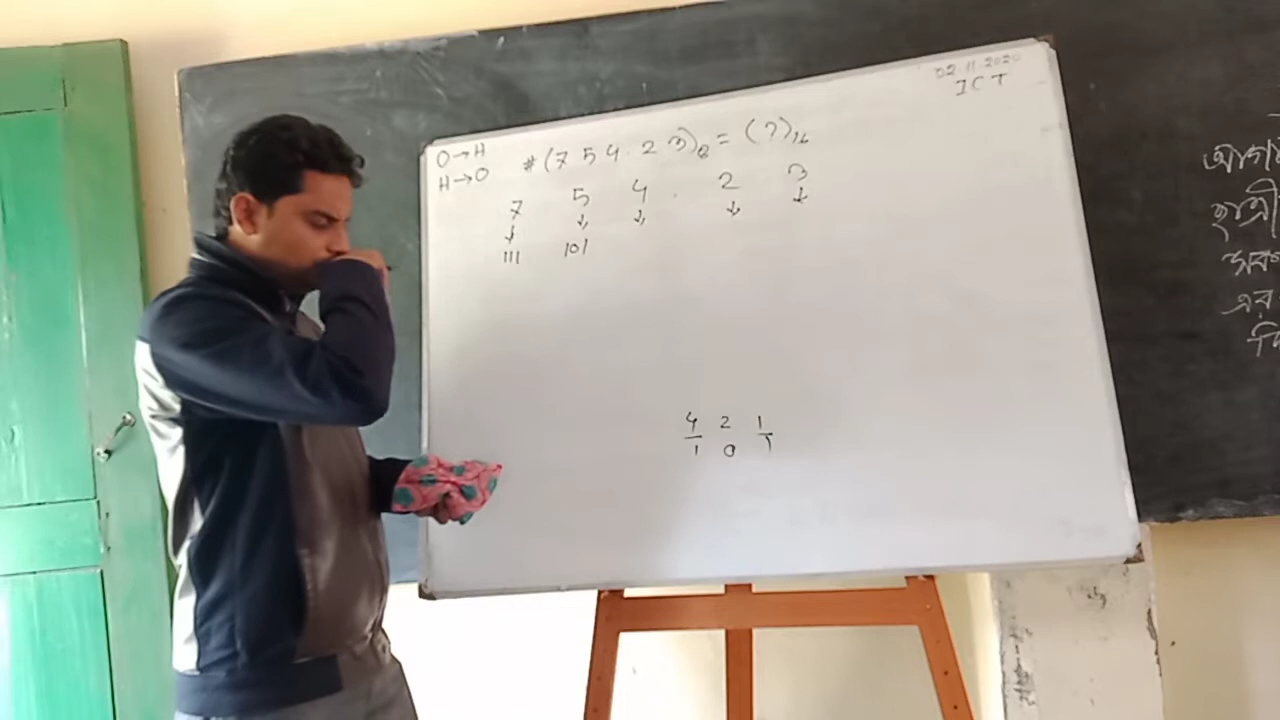 02.11.2020
ICT
O→H
H→O
# (7 5 4 . 2 3)₈ = (?)₁₆
7 5 4 . 2 3
↓ ↓ ↓ ↓ ↓
111 101
4 2 1
1 0 1
এর